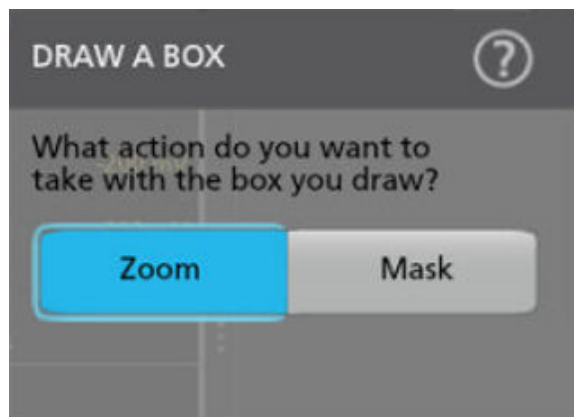 DRAW A BOX
?
What action do you want to
take with the box you draw?
Zoom Mask